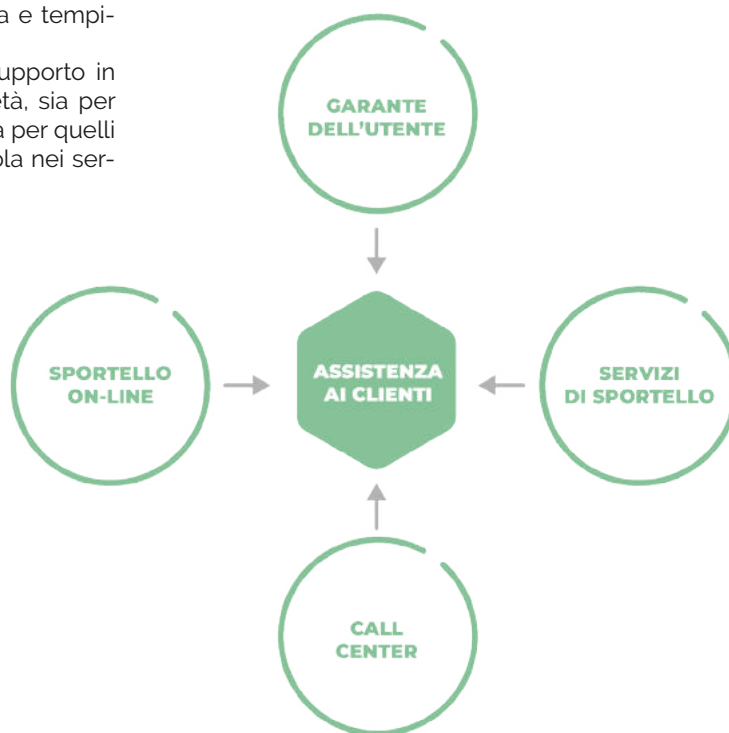 a e tempi-
upporto in
età, sia per
a per quelli
ola nei ser-
GARANTE
DELL'UTENTE
SPORTELLO
ON-LINE
ASSISTENZA
AI CLIENTI
SERVIZI
DI SPORTELLO
CALL
CENTER